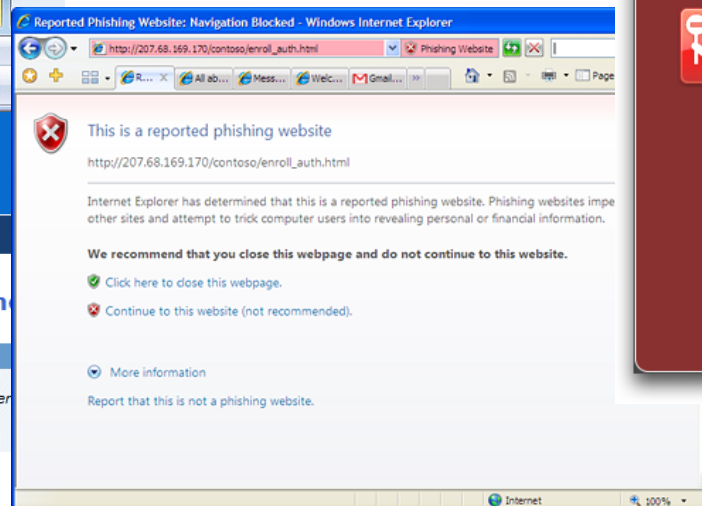 Reported Phishing Website: Navigation Blocked - Windows Internet Explorer
http://207.68.169.170/contoso/enrol_auth.html Phishing Website
R... All ab... Mess... Welc... Gmail... » Page
This is a reported phishing website
http://207.68.169.170/contoso/enroll_auth.html
Internet Explorer has determined that this is a reported phishing website. Phishing websites impe
other sites and attempt to trick computer users into revealing personal or financial information.
We recommend that you close this webpage and do not continue to this website.
Click here to close this webpage.
Continue to this website (not recommended).
More information
Report that this is not a phishing website.
Internet 100%